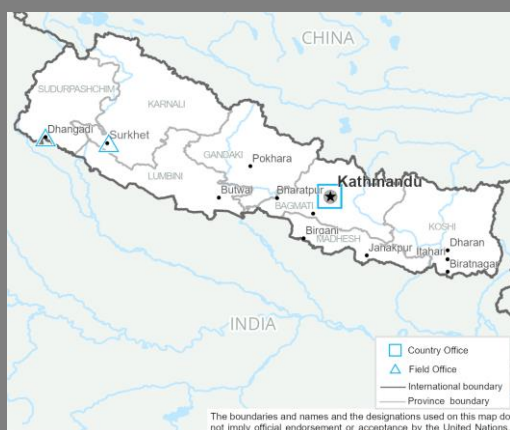 CHINA
SUDURPASHCHIM
KARNALI
Dhangadi
Surkhet
GANDAKI
Pokhara
LUMBINI
Kathmandu
Butwal
Bharatpur
BAGMATI
KOSHI
Birganj
MADHESH
Dharan
Janakpur
Itahari
Biratnagar
INDIA
Country Office
Field Office
International boundary
Province boundary
The boundaries and names and the designations used on this map do
not imply official endorsement or acceptance by the United Nations.